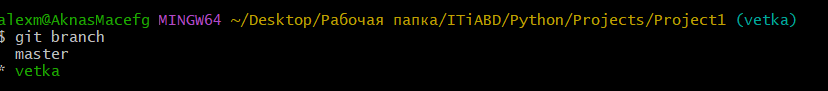 alexm@AknasMacefg MINGW64 ~/Desktop/Рабочая папка/ITiABD/Python/Projects/Project1 (vetka)
$ git branch
master
* vetka